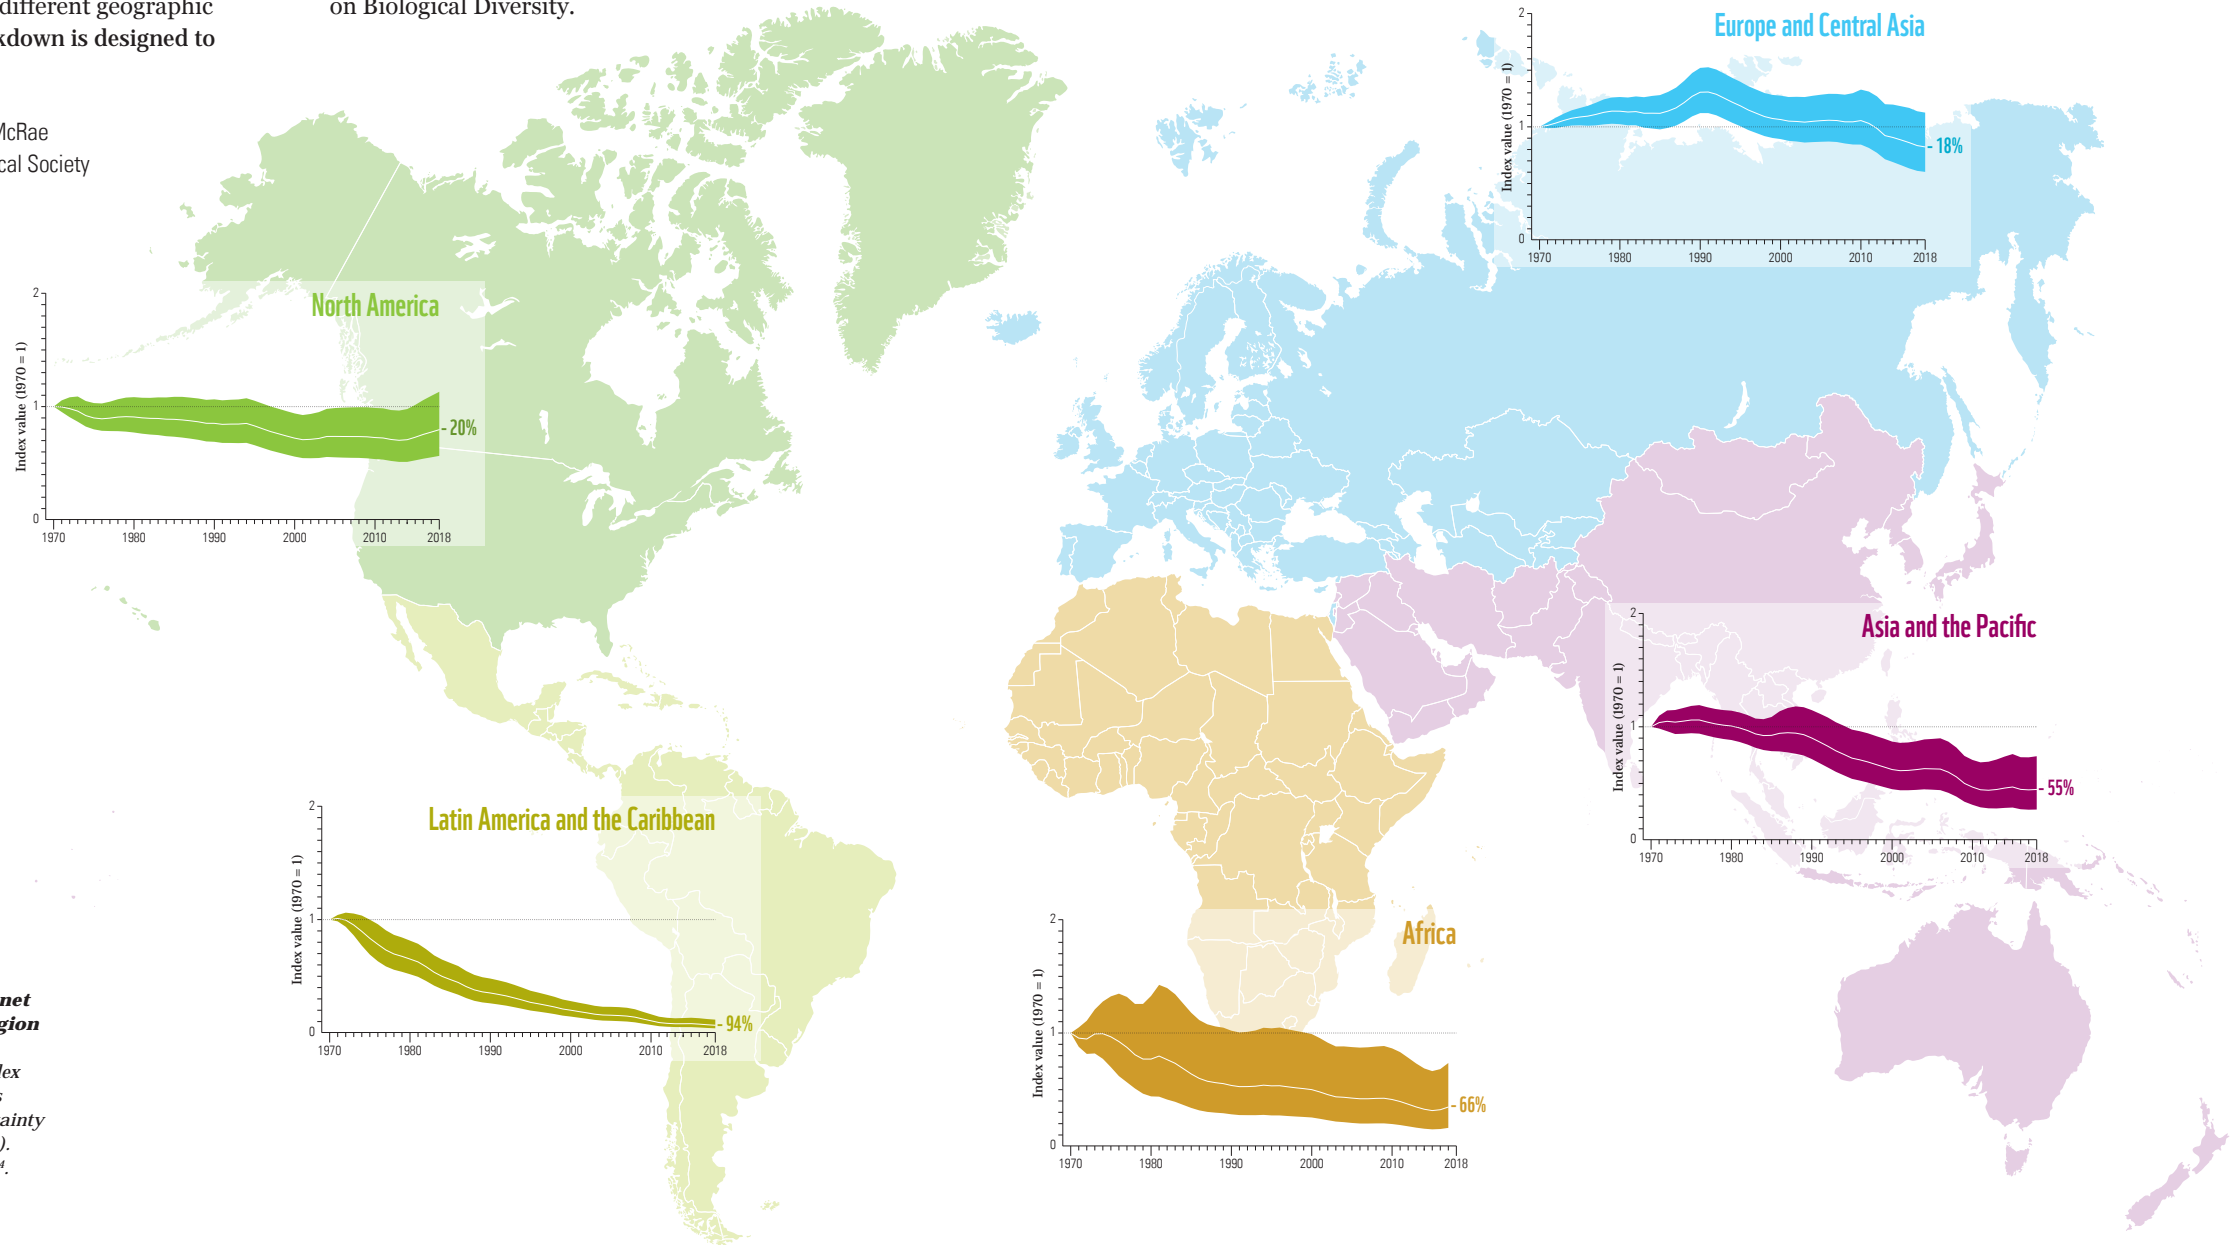 different geographic
kdown is designed to
on Biological Diversity.
McRae
cal Society
Europe and Central Asia
Index value (1970 = 1)
2
1
0
1970 1980 1990 2000 2010 2018
- 18%
North America
Index value (1970 = 1)
2
1
0
1970 1980 1990 2000 2010 2018
- 20%
Asia and the Pacific
Index value (1970 = 1)
2
1
0
1970 1980 1990 2000 2010 2018
- 55%
Latin America and the Caribbean
Index value (1970 = 1)
2
1
0
1970 1980 1990 2000 2010 2018
- 94%
Africa
Index value (1970 = 1)
2
1
0
1970 1980 1990 2000 2010 2018
- 66%
net
gion
lex
s
ainty
).
4.